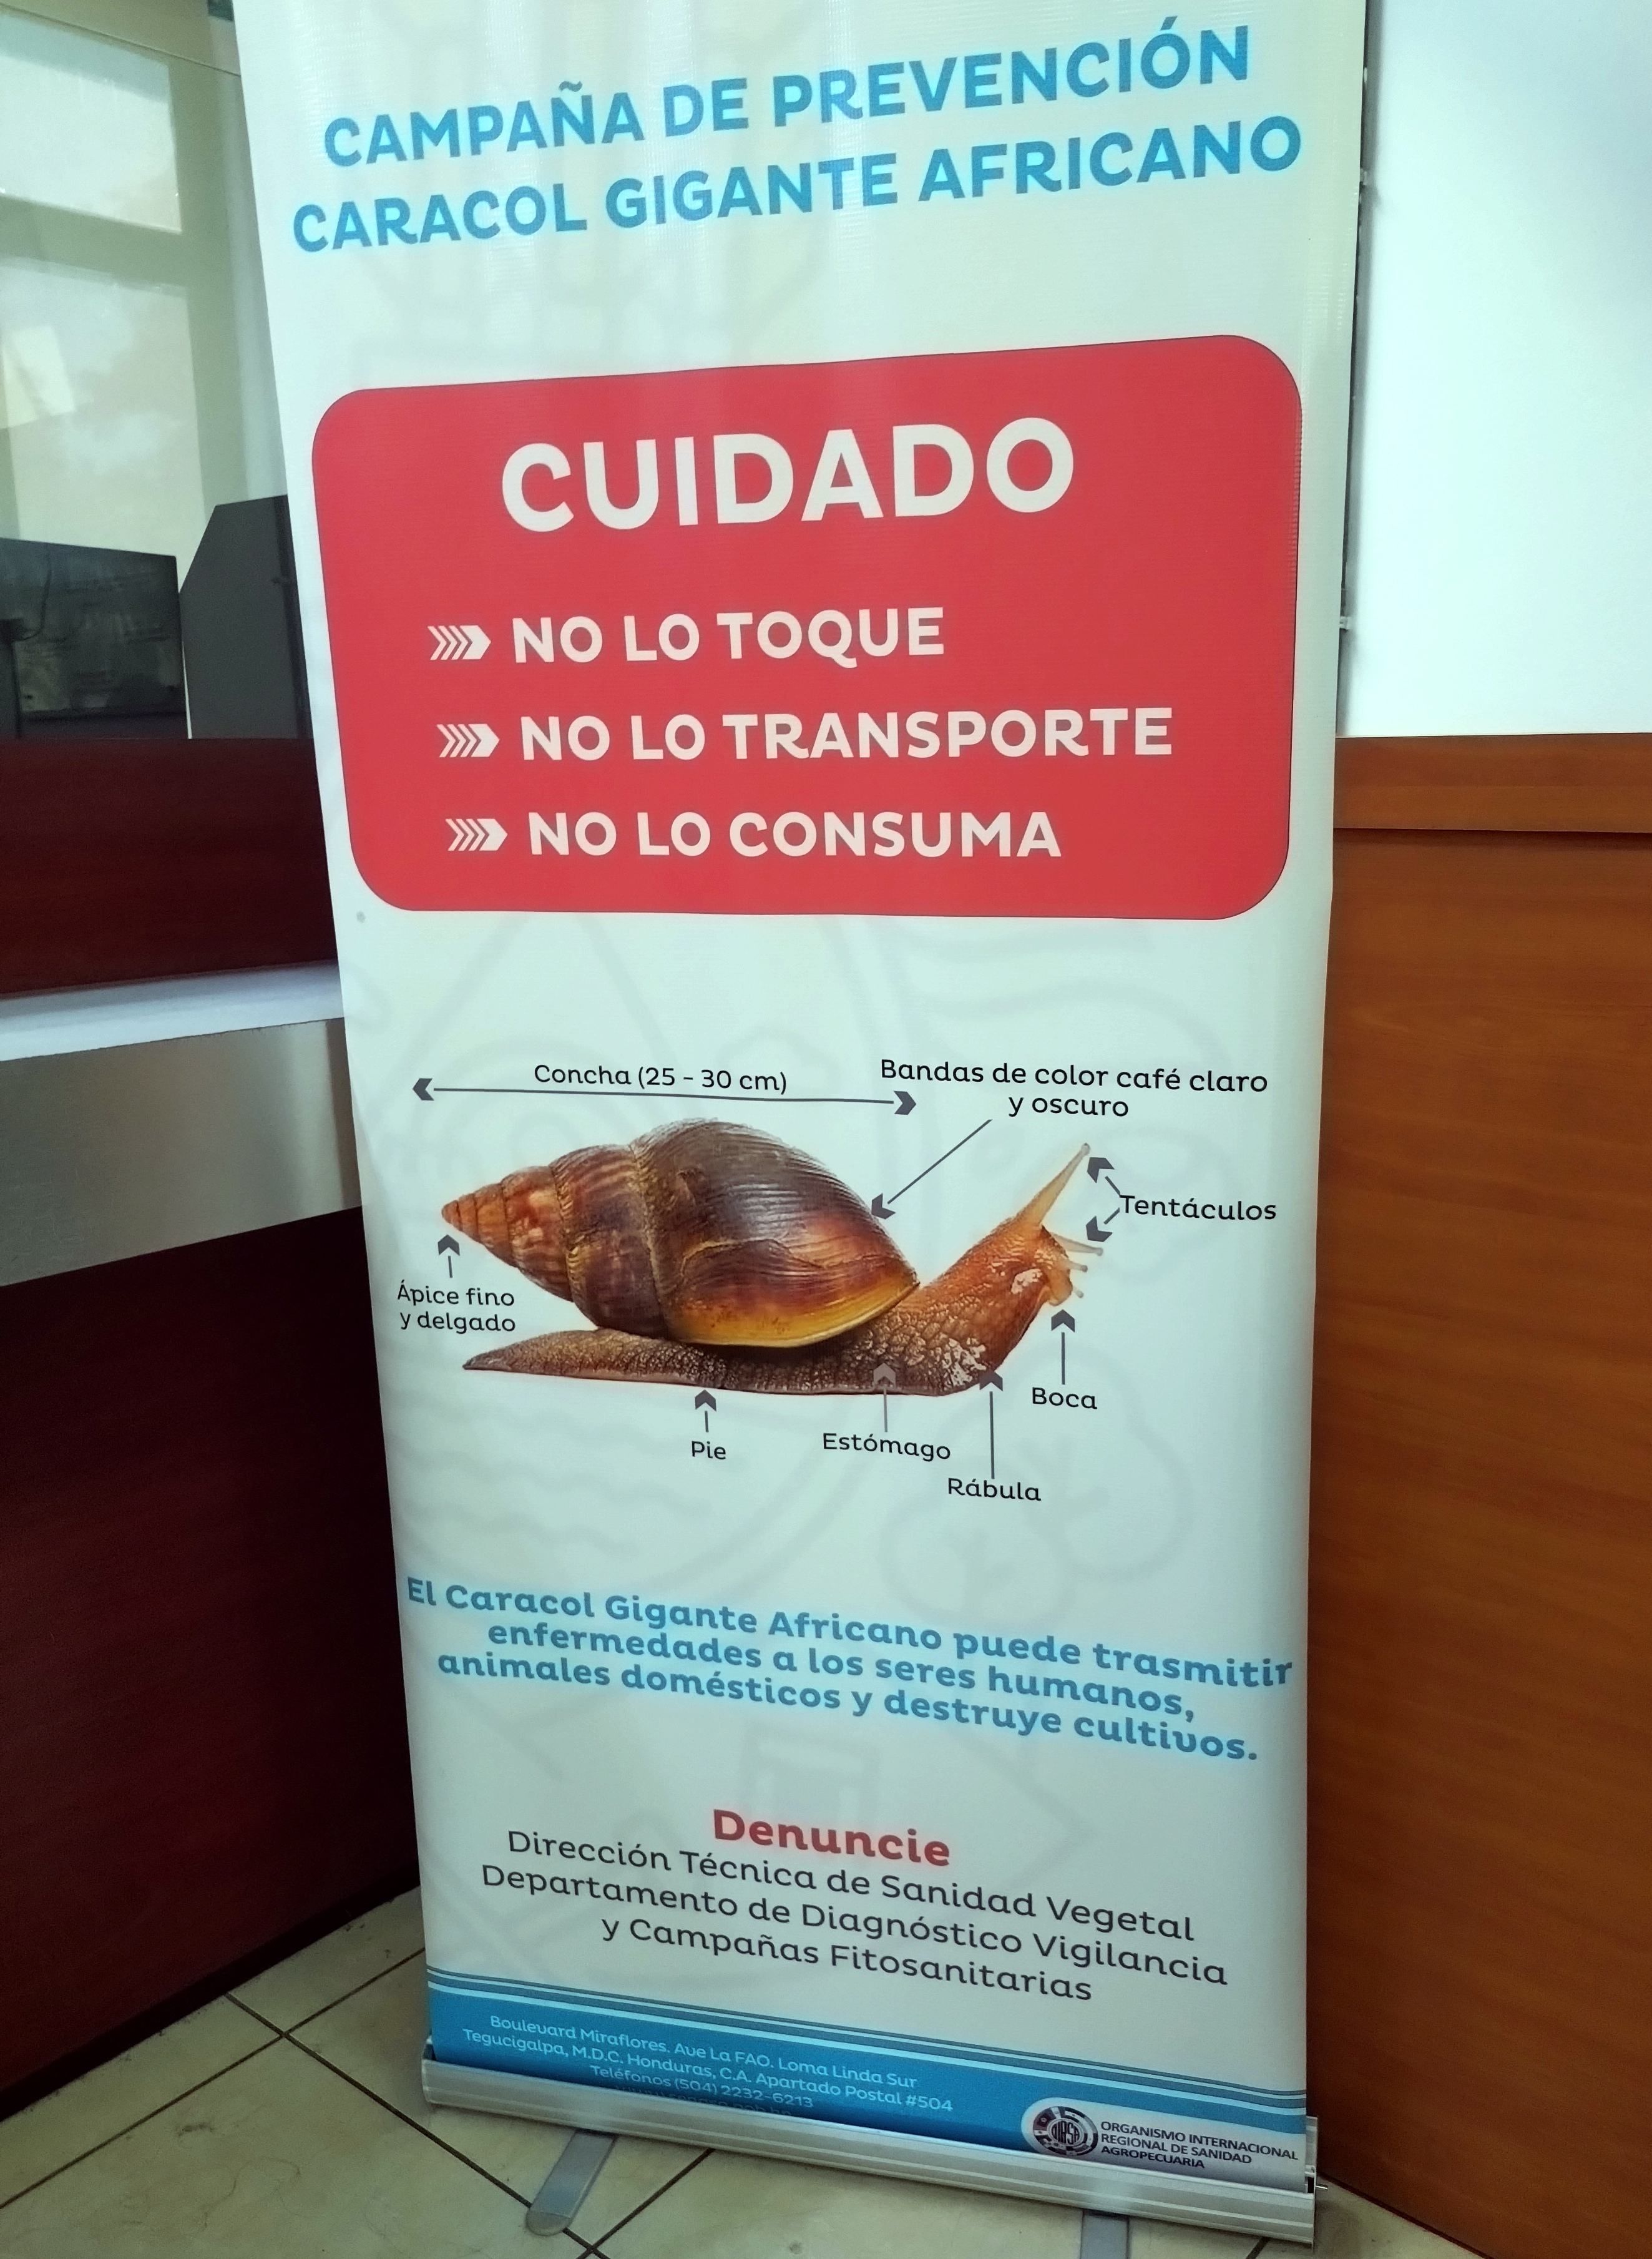 CAMPAÑA DE PREVENCIÓN
CARACOL GIGANTE AFRICANO
CUIDADO
NO LO TOQUE
NO LO TRANSPORTE
NO LO CONSUMA
Concha (25 - 30 cm)
Bandas de color café claro
y oscuro
Tentáculos
Ápice fino
y delgado
Boca
Pie
Estómago
Rábula
El Caracol Gigante Africano puede trasmitir
enfermedades a los seres humanos,
animales domésticos y destruye cultivos.
Denuncie
Dirección Técnica de Sanidad Vegetal
Departamento de Diagnóstico Vigilancia
y Campañas Fitosanitarias
Boulevard Miraflores. Ave La FAO. Loma Linda Sur
Tegucigalpa, M.D.C. Honduras, C.A. Apartado Postal #504
Teléfonos (504) 2232-6213
OIRSA
ORGANISMO INTERNACIONAL
REGIONAL DE SANIDAD
AGROPECUARIA